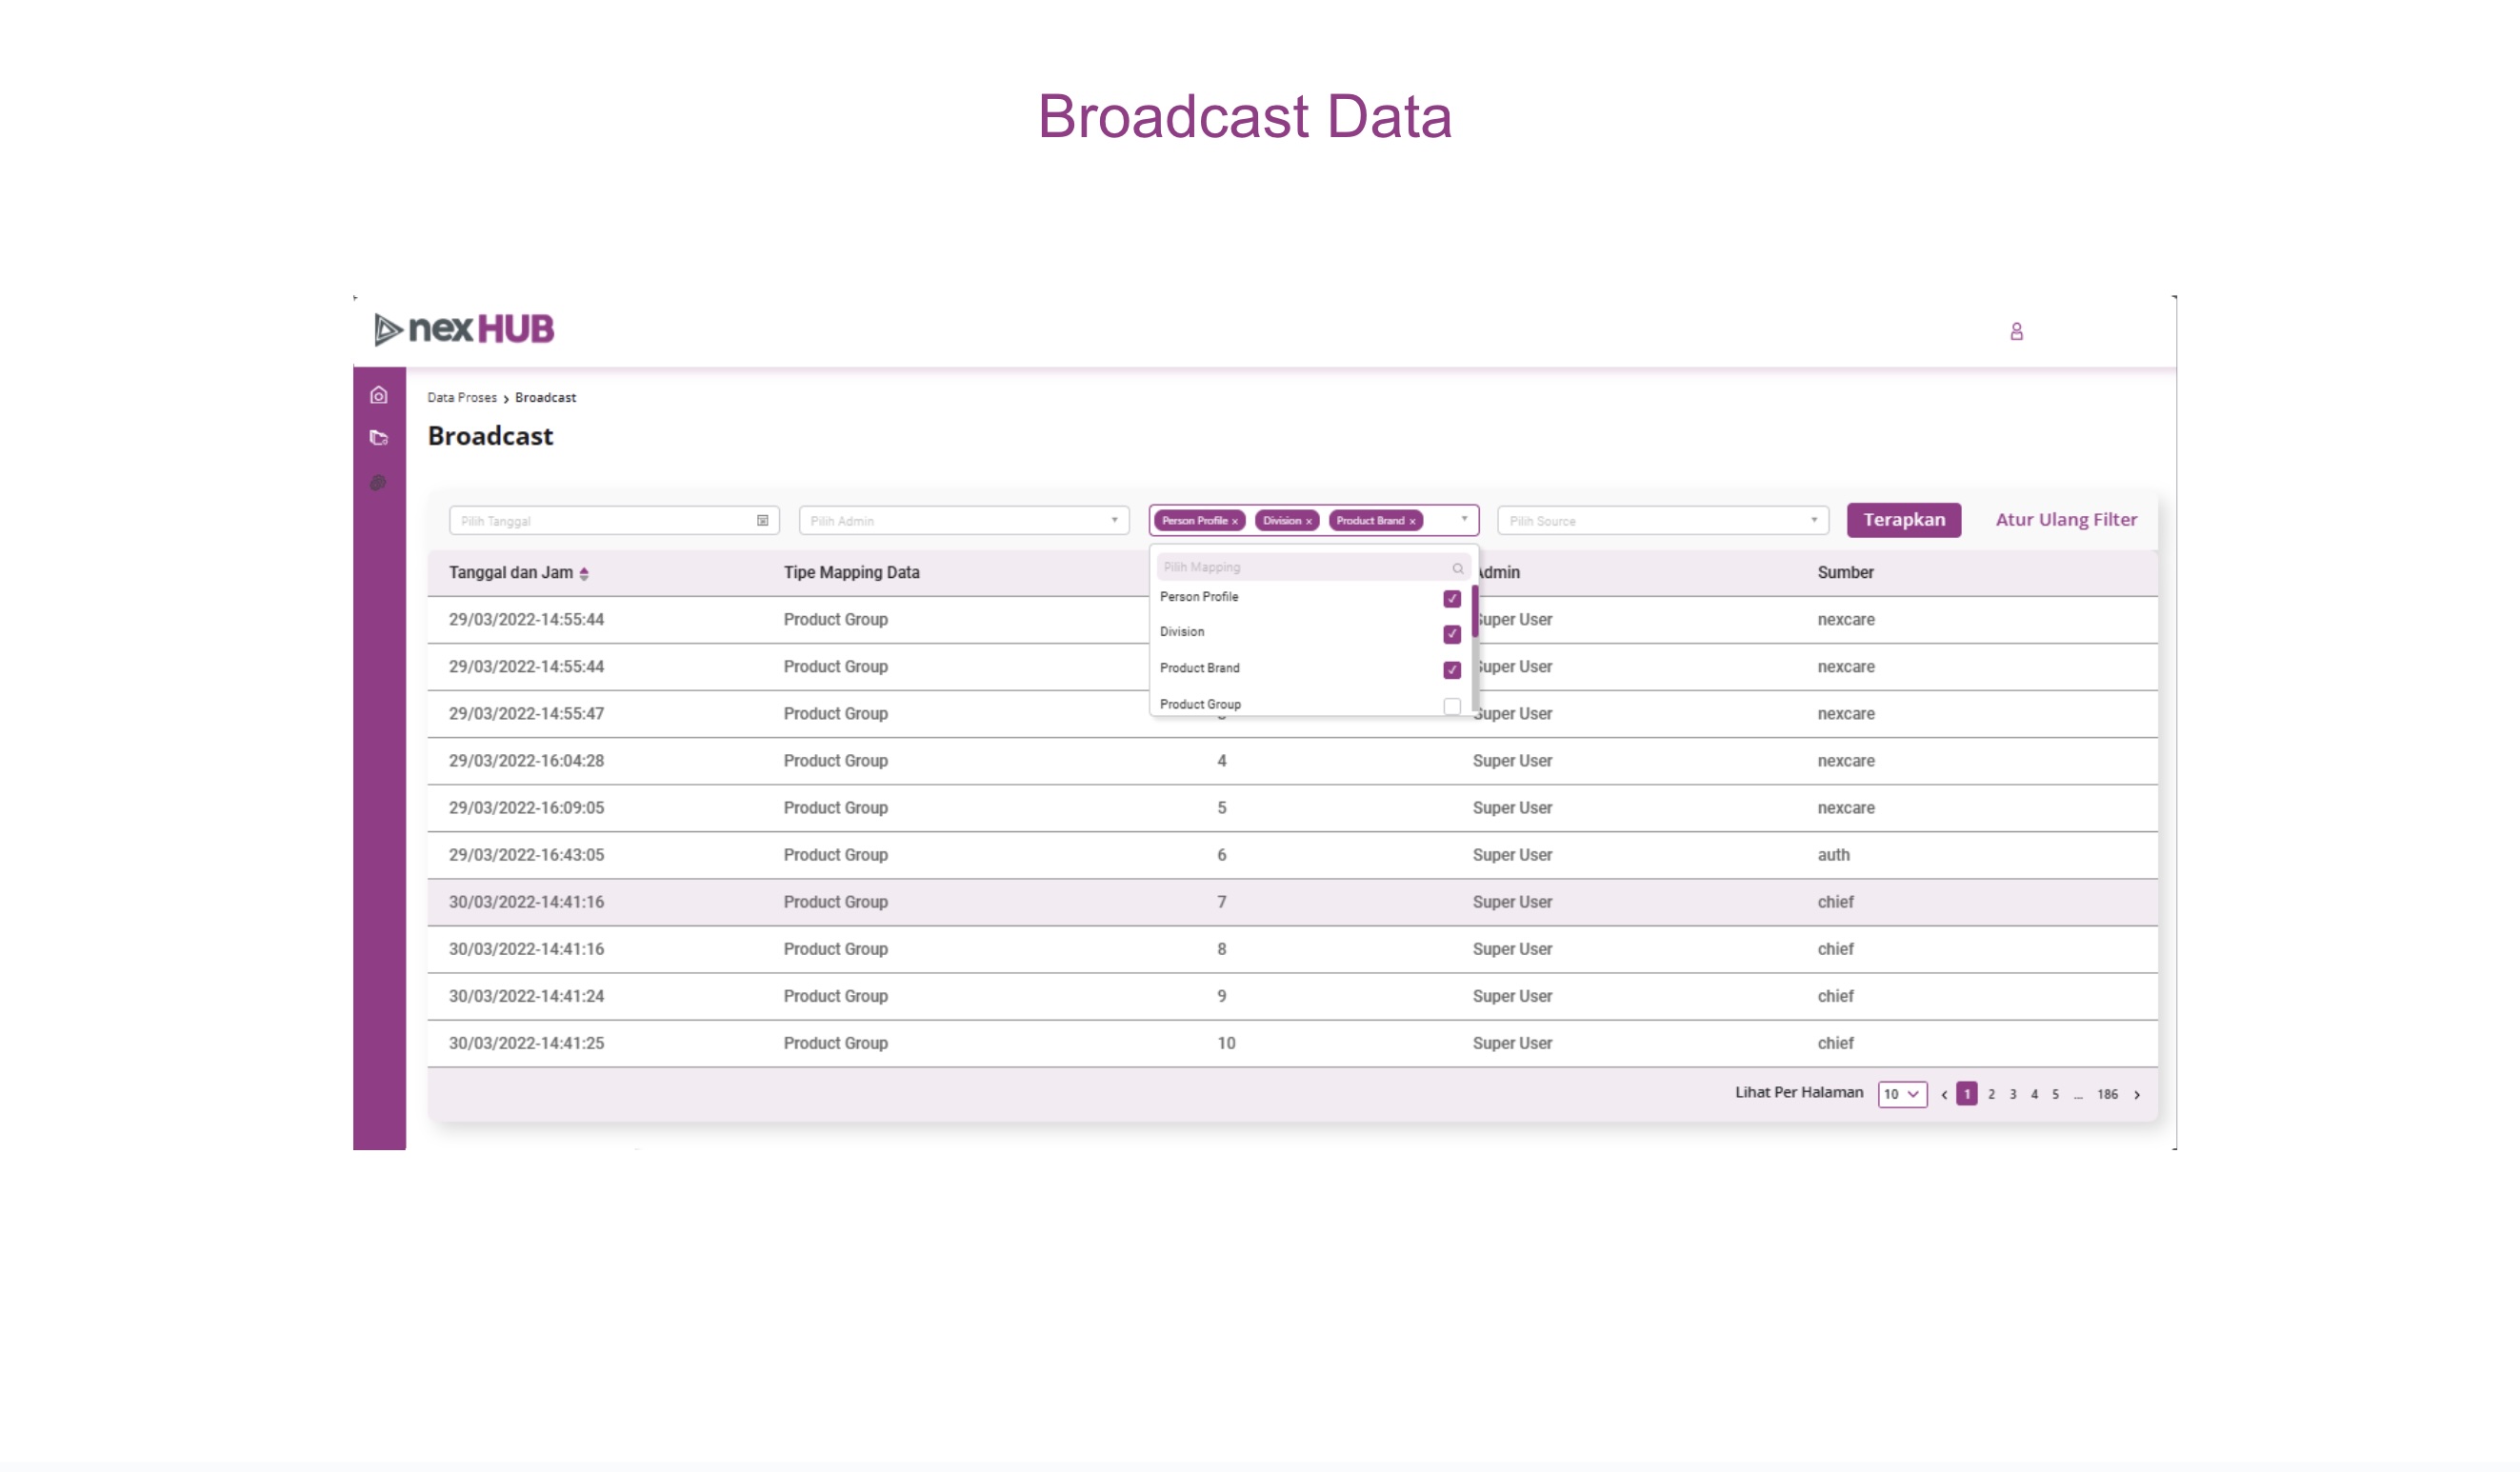 Broadcast Data
nexHUB
Data Proses > Broadcast
Broadcast
Pilih Tanggal Pilih Admin Person Profile × Division × Product Brand × Pilih Source Terapkan Atur Ulang Filter
Pilih Mapping
Person Profile
Division
Product Brand
Product Group
Tanggal dan Jam Tipe Mapping Data Sumber
29/03/2022-14:55:44 Product Group Super User nexcare
29/03/2022-14:55:44 Product Group Super User nexcare
29/03/2022-14:55:47 Product Group Super User nexcare
29/03/2022-16:04:28 Product Group 4 Super User nexcare
29/03/2022-16:09:05 Product Group 5 Super User nexcare
29/03/2022-16:43:05 Product Group 6 Super User auth
30/03/2022-14:41:16 Product Group 7 Super User chief
30/03/2022-14:41:16 Product Group 8 Super User chief
30/03/2022-14:41:24 Product Group 9 Super User chief
30/03/2022-14:41:25 Product Group 10 Super User chief
Lihat Per Halaman 10 < 1 2 3 4 5 ... 186 >